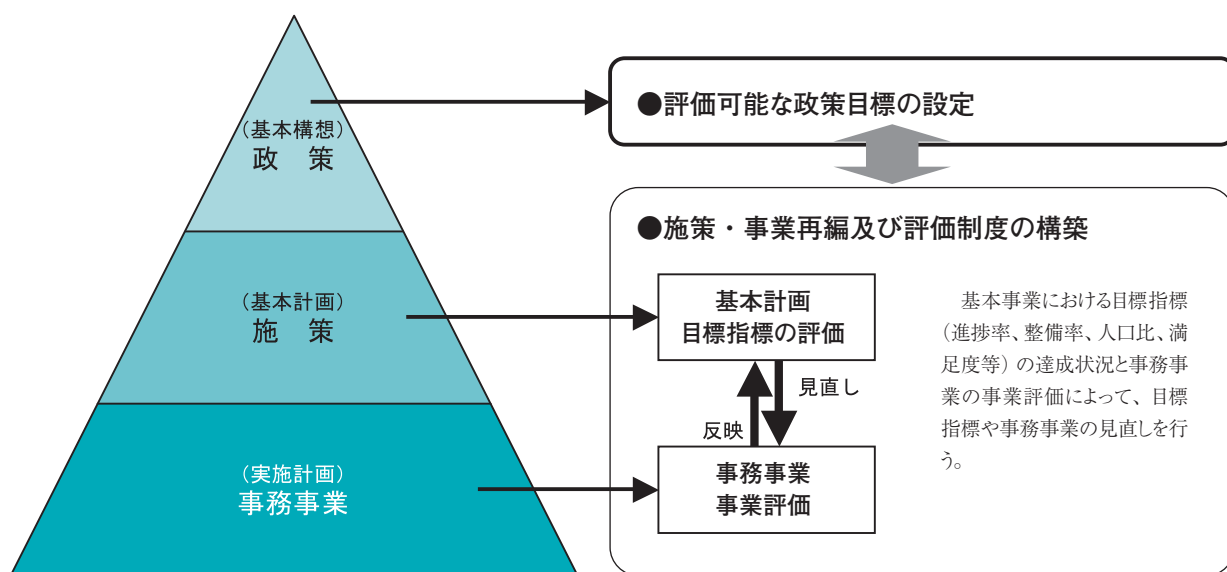 (基本構想)
政　策
(基本計画)
施　策
(実施計画)
事務事業
●評価可能な政策目標の設定
●施策・事業再編及び評価制度の構築
基本計画
目標指標の評価
見直し
反映
事務事業
事業評価
　基本事業における目標指標
(進捗率、整備率、人口比、満
足度等) の達成状況と事務事
業の事業評価によって、目標
指標や事務事業の見直しを行
う。